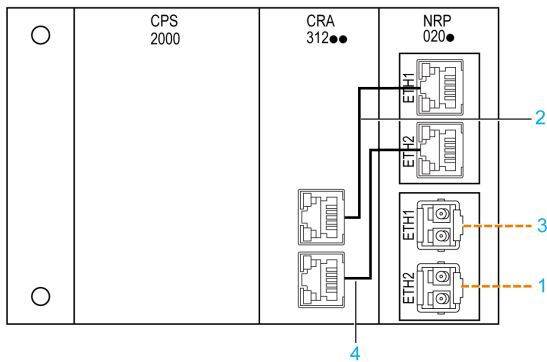 CPS
2000
CRA
312●●
NRP
020●
ETH1
ETH2
2
ETH1
3
ETH2
1
4